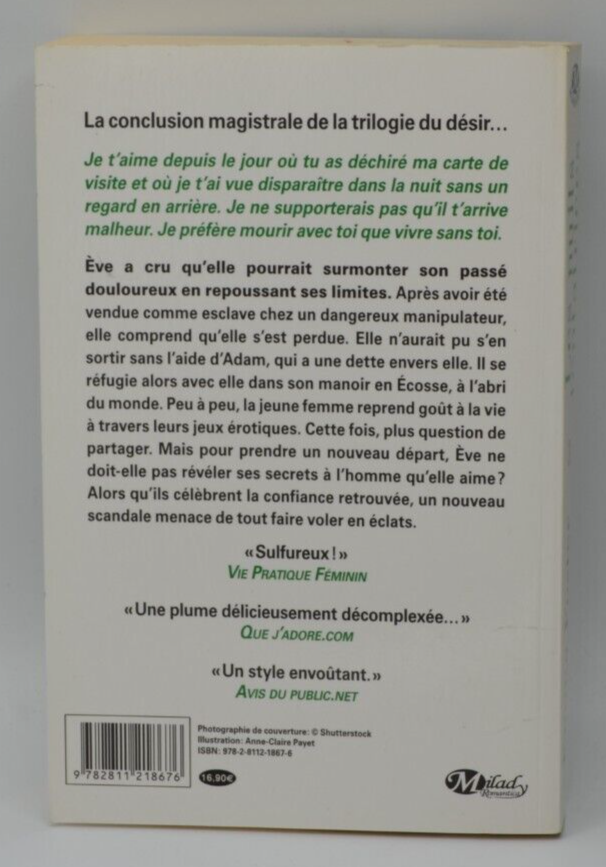 La conclusion magistrale de la trilogie du désir…
Je t'aime depuis le jour où tu as déchiré ma carte de
visite et où je t'ai vue disparaître dans la nuit sans un
regard en arrière. Je ne supporterais pas qu'il t'arrive
malheur. Je préfère mourir avec toi que vivre sans toi.
Ève a cru qu'elle pourrait surmonter son passé
douloureux en repoussant ses limites. Après avoir été
vendue comme esclave chez un dangereux manipulateur,
elle comprend qu'elle s'est perdue. Elle n'aurait pu s'en
sortir sans l'aide d'Adam, qui a une dette envers elle. Il se
réfugie alors avec elle dans son manoir en Écosse, à l'abri
du monde. Peu à peu, la jeune femme reprend goût à la vie
à travers leurs jeux érotiques. Cette fois, plus question de
partager. Mais pour prendre un nouveau départ, Ève ne
doit-elle pas révéler ses secrets à l'homme qu'elle aime ?
Alors qu'ils célèbrent la confiance retrouvée, un nouveau
scandale menace de tout faire voler en éclats.
« Sulfureux ! »
VIE PRATIQUE FÉMININ
« Une plume délicieusement décomplexée… »
QUE J'ADORE.COM
« Un style envoûtant. »
AVIS DU PUBLIC.NET
Photographie de couverture : © Shutterstock
Illustration : Anne-Claire Payet
ISBN : 978-2-8112-1867-6
9 782811 218676
16,90€
Milady
Romantica